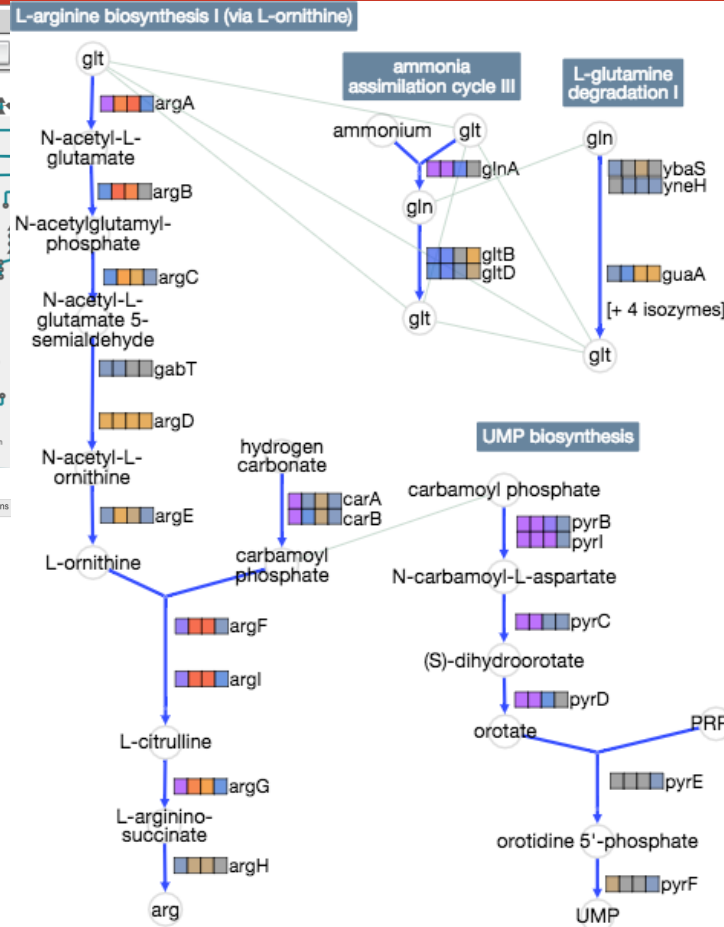 L-arginine biosynthesis I (via L-ornithine)
glt
argA
N-acetyl-L-
glutamate
argB
N-acetylglutamyl-
phosphate
argC
N-acetyl-L-
glutamate 5-
semialdehyde
gabT
argD
N-acetyl-L-
ornithine
argE
L-ornithine
hydrogen
carbonate
carA
carB
carbamoyl
phosphate
argF
argI
L-citrulline
argG
L-arginino-
succinate
argH
arg
ammonia
assimilation cycle III
ammonium
glt
glnA
gln
gltB
gltD
glt
L-glutamine
degradation I
gln
ybaS
yneH
guaA
[+ 4 isozymes]
glt
UMP biosynthesis
carbamoyl phosphate
pyrB
pyrI
N-carbamoyl-L-aspartate
pyrC
(S)-dihydroorotate
pyrD
orotate
PRP
pyrE
orotidine 5'-phosphate
pyrF
UMP